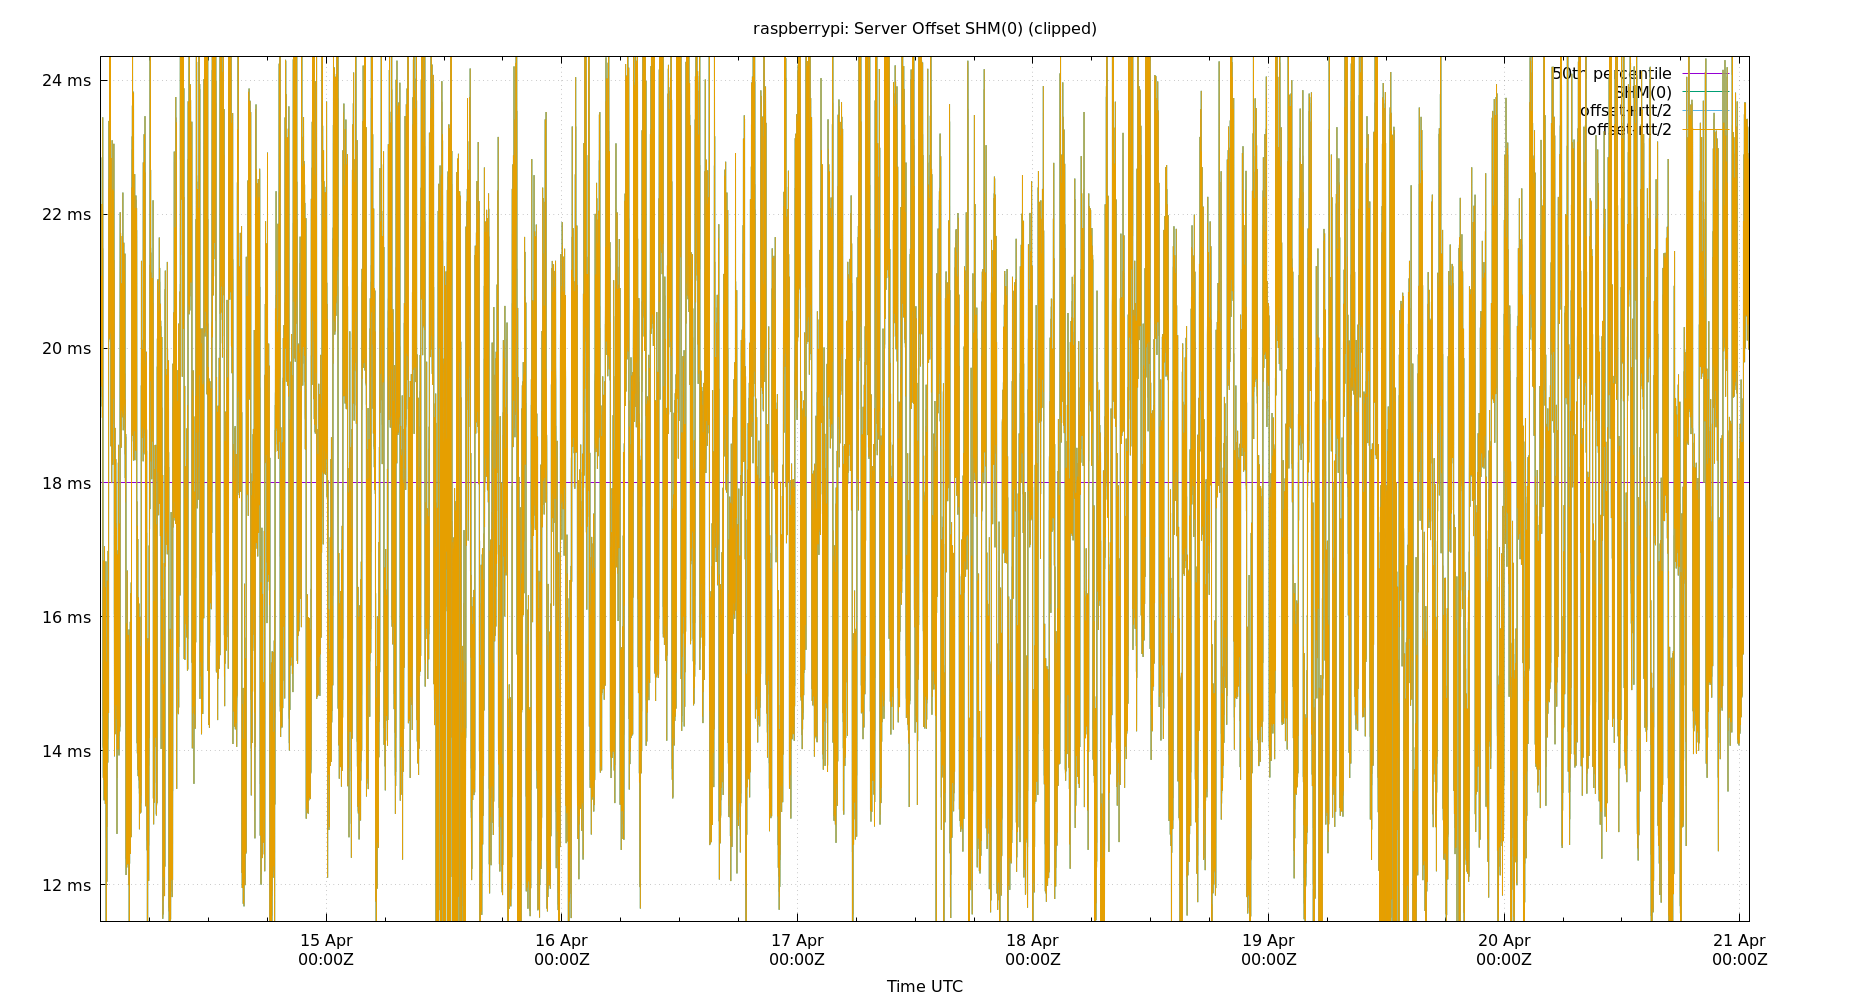 raspberrypi: Server Offset SHM(0) (clipped)
24 ms
22 ms
20 ms
18 ms
16 ms
14 ms
12 ms
50th percentile
SHM(0)
offset+rtt/2
offset-rtt/2
15 Apr
00:00Z
16 Apr
00:00Z
17 Apr
00:00Z
18 Apr
00:00Z
19 Apr
00:00Z
20 Apr
00:00Z
21 Apr
00:00Z
Time UTC